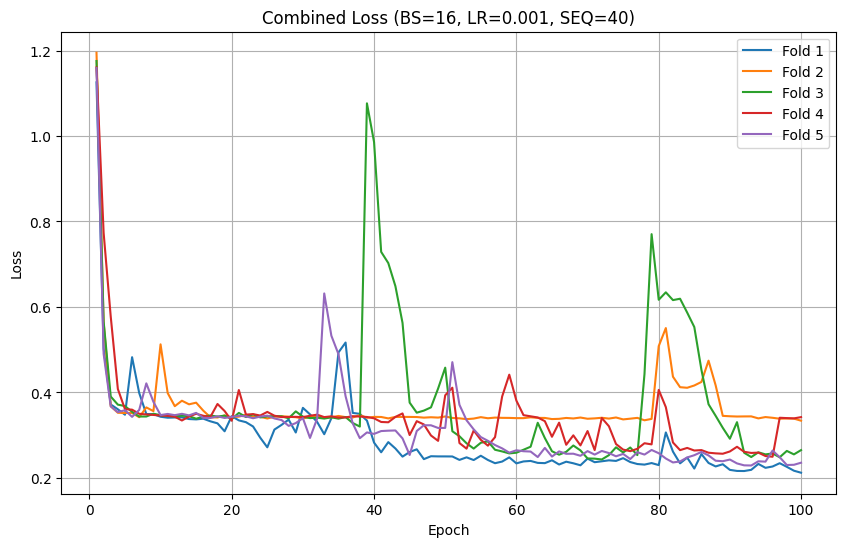 Combined Loss (BS=16, LR=0.001, SEQ=40)
Fold 1
Fold 2
Fold 3
Fold 4
Fold 5
Loss
1.2
1.0
0.8
0.6
0.4
0.2
0 20 40 60 80 100
Epoch